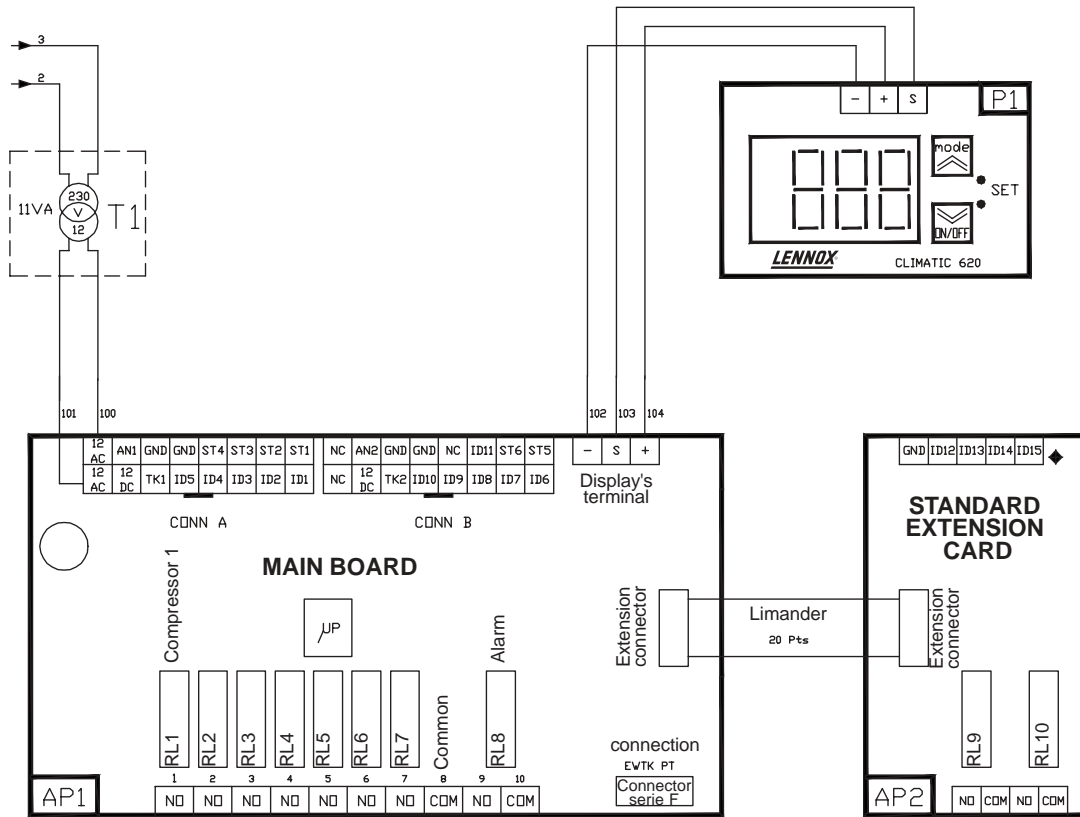 3
2
- + S P1
mode
SET
ON/OFF
LENNOX
CLIMATIC 620
11VA
230
V
12
T1
101 100 102 103 104
12 AC AN1 GND GND ST4 ST3 ST2 ST1 NC AN2 GND GND NC ID11 ST6 ST5 - S +
12 AC 12 DC TK1 ID5 ID4 ID3 ID2 ID1 NC 12 DC TK2 ID10 ID9 ID8 ID7 ID6
Display's
terminal
CONN A CONN B
GND ID12 ID13 ID14 ID15
STANDARD
EXTENSION
CARD
MAIN BOARD
µP
Compressor 1
Alarm
Common
Extension
connector
Limander
20 Pts
Extension
connector
RL1 RL2 RL3 RL4 RL5 RL6 RL7 RL8
RL9 RL10
connection
EWTK PT
Connector
serie F
1 2 3 4 5 6 7 8 9 10
AP1 NO NO NO NO NO NO NO COM NO COM
AP2 NO COM NO COM